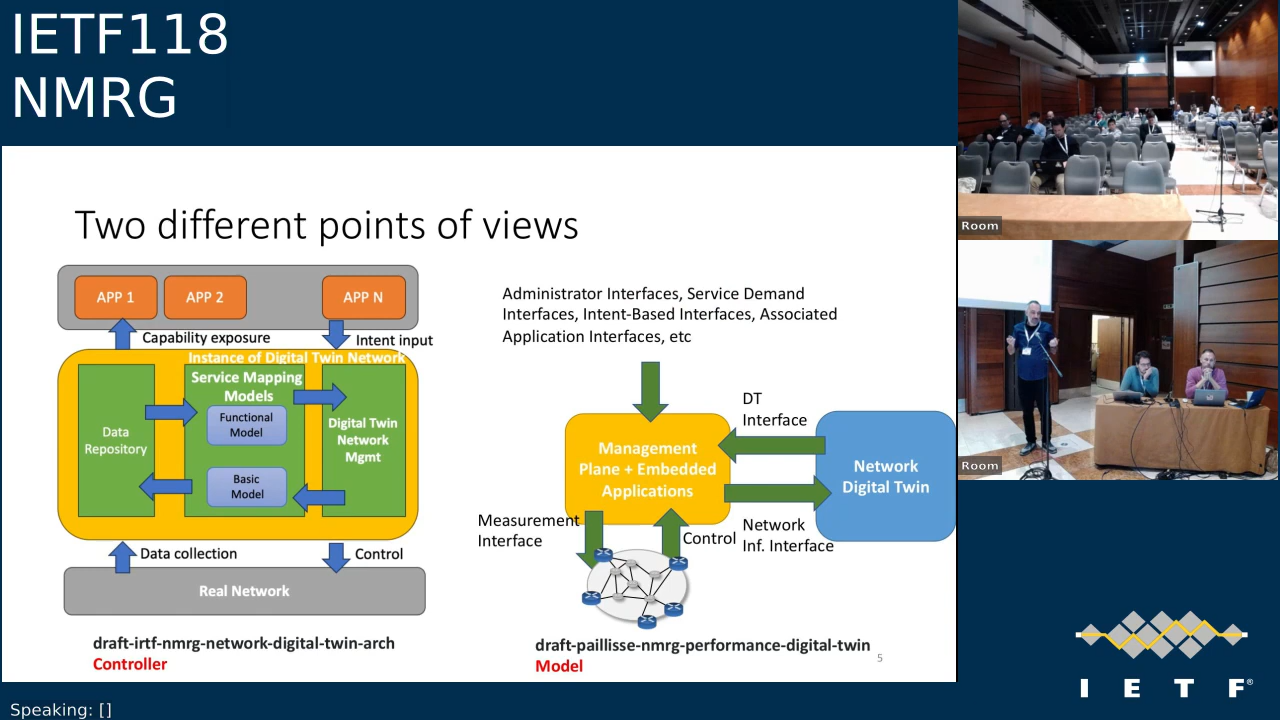 IETF118
NMRG
Two different points of views
APP 1
APP 2
APP N
Capability exposure
Intent input
Instance of Digital Twin Network
Service Mapping
Models
Functional
Model
Basic
Model
Data
Repository
Digital Twin
Network
Mgmt
Data collection
Control
Real Network
draft-irtf-nmrg-network-digital-twin-arch
Controller
Administrator Interfaces, Service Demand
Interfaces, Intent-Based Interfaces, Associated
Application Interfaces, etc
DT
Interface
Management
Plane + Embedded
Applications
Network
Digital Twin
Measurement
Interface
Control
Network
Inf. Interface
draft-paillisse-nmrg-performance-digital-twin
Model
5
Room
Room
I E T F®
Speaking: []